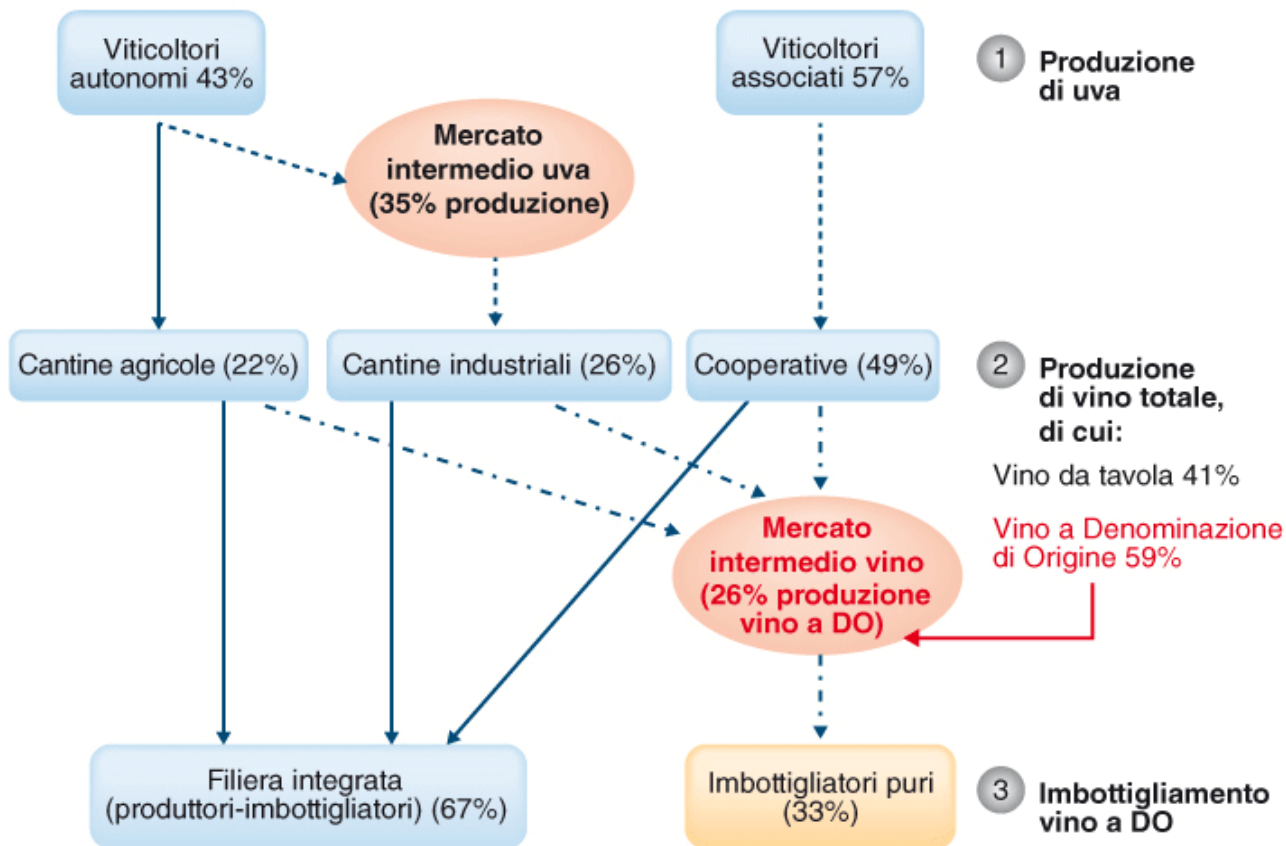 Viticoltori
autonomi 43%
Viticoltori
associati 57%
1 Produzione
di uva
Mercato
intermedio uva
(35% produzione)
Cantine agricole (22%)
Cantine industriali (26%)
Cooperative (49%)
2 Produzione
di vino totale,
di cui:
Vino da tavola 41%
Vino a Denominazione
di Origine 59%
Mercato
intermedio vino
(26% produzione
vino a DO)
Filiera integrata
(produttori-imbottigliatori) (67%)
Imbottigliatori puri
(33%)
3 Imbottigliamento
vino a DO